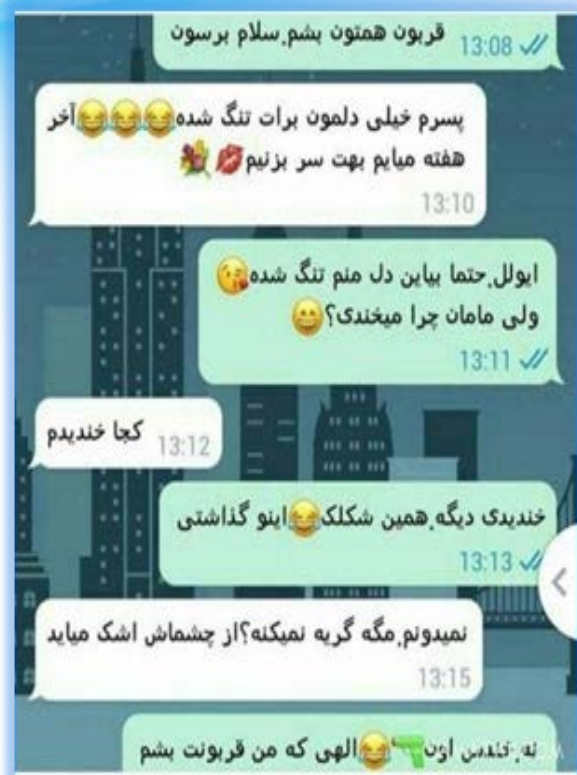 قربون همتون بشم,سلام برسون
13:08
پسرم خیلی دلمون برات تنگ شده😂😂😂آخر
هفته میایم بهت سر بزنیم💋💐
13:10
ایولل,حتما بیاین دل منم تنگ شده😘
ولی مامان چرا میخندی؟😁
13:11
کجا خندیدم
13:12
خندیدی دیگه,همین شکلک😂اینو گذاشتی
13:13
نمیدونم,مگه گریه نمیکنه؟از چشماش اشک میاید
13:15
اون😂الهی که من قربونت بشم